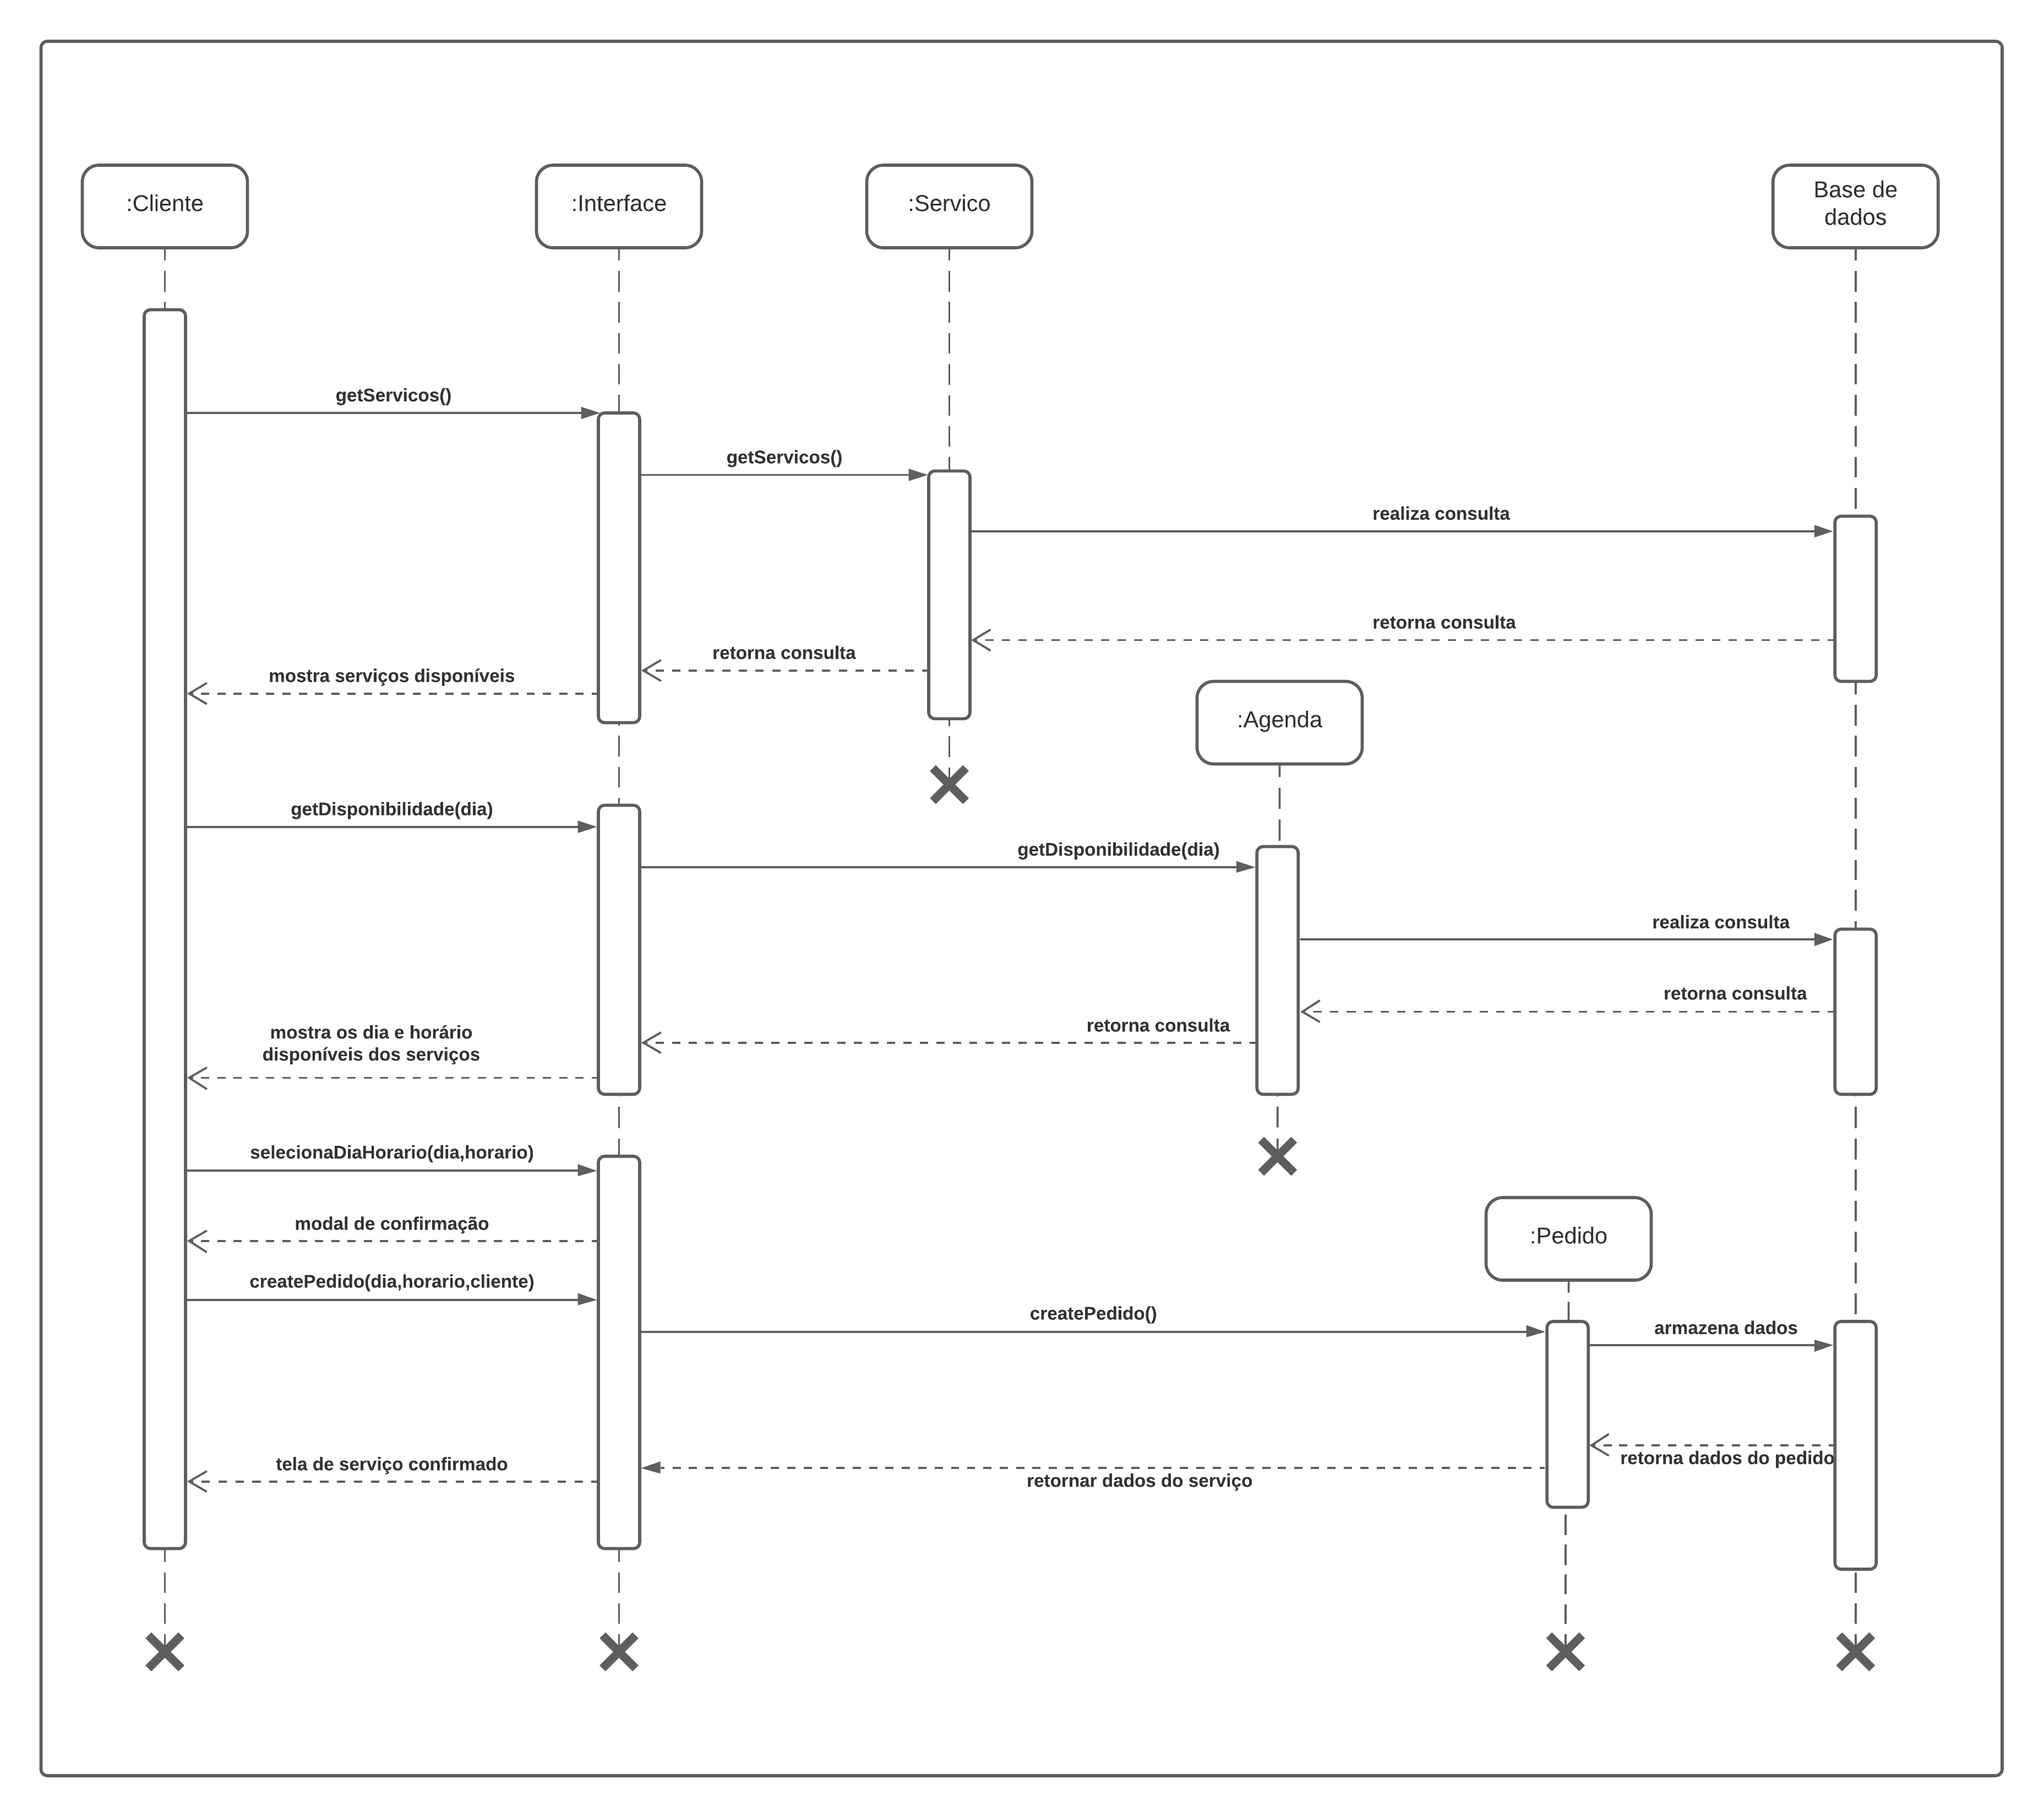 :Cliente
:Interface
:Servico
Base de
dados
getServicos()
getServicos()
realiza consulta
retorna consulta
retorna consulta
mostra serviços disponíveis
:Agenda
getDisponibilidade(dia)
getDisponibilidade(dia)
realiza consulta
retorna consulta
retorna consulta
mostra os dia e horário
disponíveis dos serviços
selecionaDiaHorario(dia,horario)
modal de confirmação
:Pedido
createPedido(dia,horario,cliente)
createPedido()
armazena dados
retorna dados do pedido
tela de serviço confirmado
retornar dados do serviço